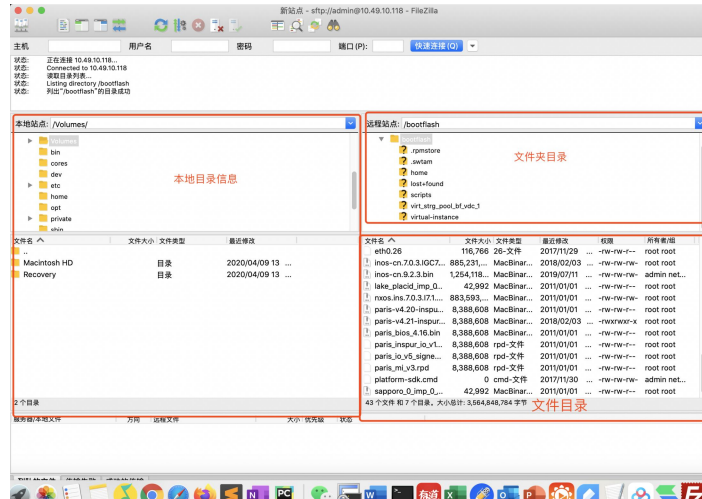 新站点 - sftp://admin@10.49.10.118 - FileZilla
主机 用户名 密码 端口(P): 快速连接(Q)
状态: 正在连接 10.49.10.118...
状态: Connected to 10.49.10.118
状态: 读取目录列表...
状态: Listing directory /bootflash
状态: 列出"/bootflash"的目录成功
本地站点: /Volumes/
Volumes
bin
cores
dev
etc
home
opt
private
sbin
本地目录信息
远程站点: /bootflash
bootflash
.rpmstore
.swtam
home
lost+found
scripts
virt_strg_pool_bf_vdc_1
virtual-instance
文件夹目录
文件名 文件大小 文件类型 最近修改
..
Macintosh HD 目录 2020/04/09 13 ...
Recovery 目录 2020/04/09 13 ...
2 个目录
文件名 文件大小 文件类型 最近修改 权限 所有者/组
eth0.26 116,766 26-文件 2017/11/29 ... -rw-rw-r-- root root
inos-cn.7.0.3.IGC7... 885,231,... MacBinar... 2018/02/03 ... -rw-rw-rw- root root
inos-cn.9.2.3.bin 1,254,118... MacBinar... 2019/07/11 ... -rw-rw-rw- admin net...
lake_placid_imp_0... 42,992 MacBinar... 2011/01/01 ... -rw-rw-r-- root root
nxos.ins.7.0.3.I7.1.... 883,593,... MacBinar... 2011/01/01 ... -rw-rw-rw- root root
paris-v4.20-inspu... 8,388,608 MacBinar... 2011/01/01 ... -rw-rw-r-- root root
paris-v4.21-inspur... 8,388,608 MacBinar... 2018/02/03 ... -rwxrwxr-x root root
paris_bios_4.16.bin 8,388,608 MacBinar... 2011/01/01 ... -rw-rw-r-- root root
paris_inspur_io_v1... 8,388,608 rpd-文件 2011/01/01 ... -rw-rw-r-- root root
paris_io_v5_signe... 8,388,608 rpd-文件 2011/01/01 ... -rw-rw-r-- root root
paris_mi_v3.rpd 8,388,608 rpd-文件 2011/01/01 ... -rw-rw-r-- root root
platform-sdk.cmd 0 cmd-文件 2017/11/30 ... -rw-rw-rw- admin net...
sapporo_0_imp_0_... 42,992 MacBinar... 2011/01/01 ... -rw-rw-r-- root root
43 个文件 和 7 个目录。大小总计: 3,564,848,784 字节
文件目录
服务器/本地文件 方向 远程文件 大小 优先级 状态